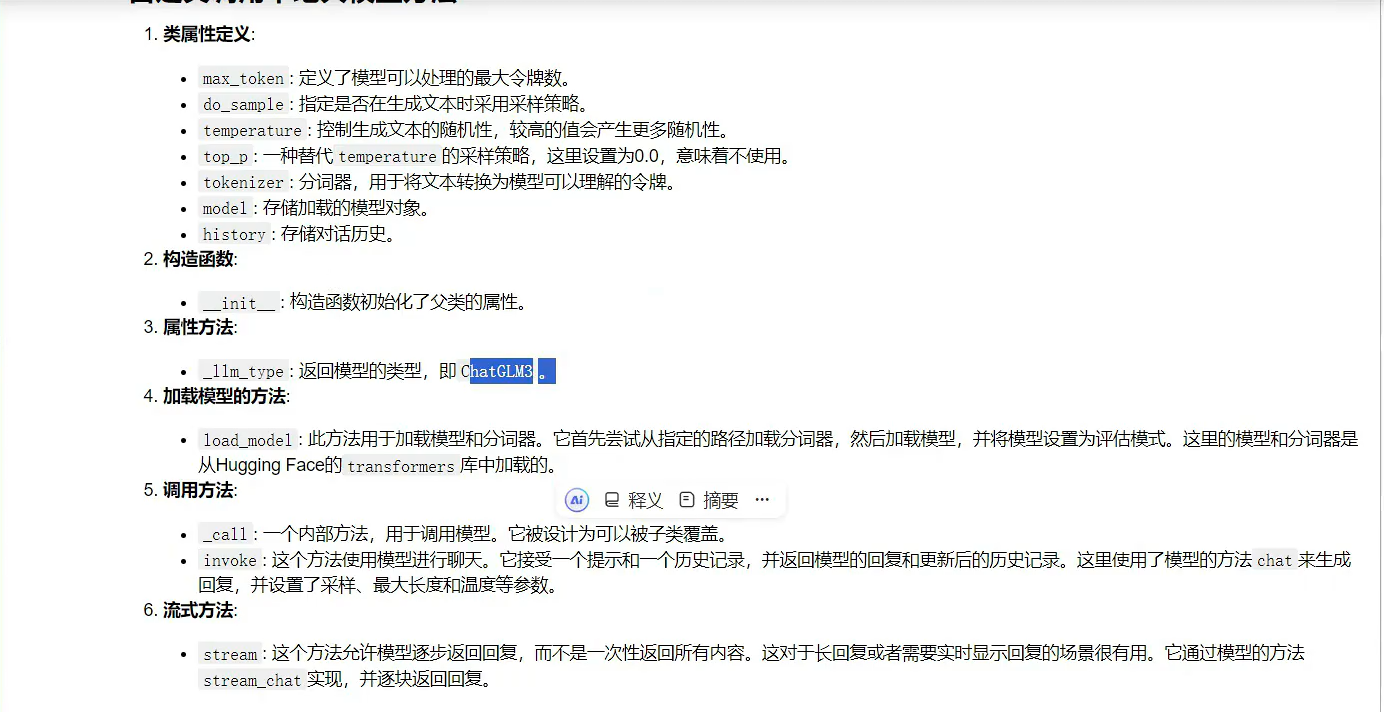 1. 类属性定义:
• max_token: 定义了模型可以处理的最大令牌数。
• do_sample: 指定是否在生成文本时采用采样策略。
• temperature: 控制生成文本的随机性，较高的值会产生更多随机性。
• top_p: 一种替代 temperature 的采样策略，这里设置为0.0，意味着不使用。
• tokenizer: 分词器，用于将文本转换为模型可以理解的令牌。
• model: 存储加载的模型对象。
• history: 存储对话历史。
2. 构造函数:
• __init__: 构造函数初始化了父类的属性。
3. 属性方法:
• _llm_type: 返回模型的类型，即 ChatGLM3 。
4. 加载模型的方法:
• load_model: 此方法用于加载模型和分词器。它首先尝试从指定的路径加载分词器，然后加载模型，并将模型设置为评估模式。这里的模型和分词器是
从Hugging Face的 transformers 库中加载的。
5. 调用方法:
Ai 释义 摘要 ···
• _call: 一个内部方法，用于调用模型。它被设计为可以被子类覆盖。
• invoke: 这个方法使用模型进行聊天。它接受一个提示和一个历史记录，并返回模型的回复和更新后的历史记录。这里使用了模型的方法 chat 来生成
回复，并设置了采样、最大长度和温度等参数。
6. 流式方法:
• stream: 这个方法允许模型逐步返回回复，而不是一次性返回所有内容。这对于长回复或者需要实时显示回复的场景很有用。它通过模型的方法
stream_chat 实现，并逐块返回回复。